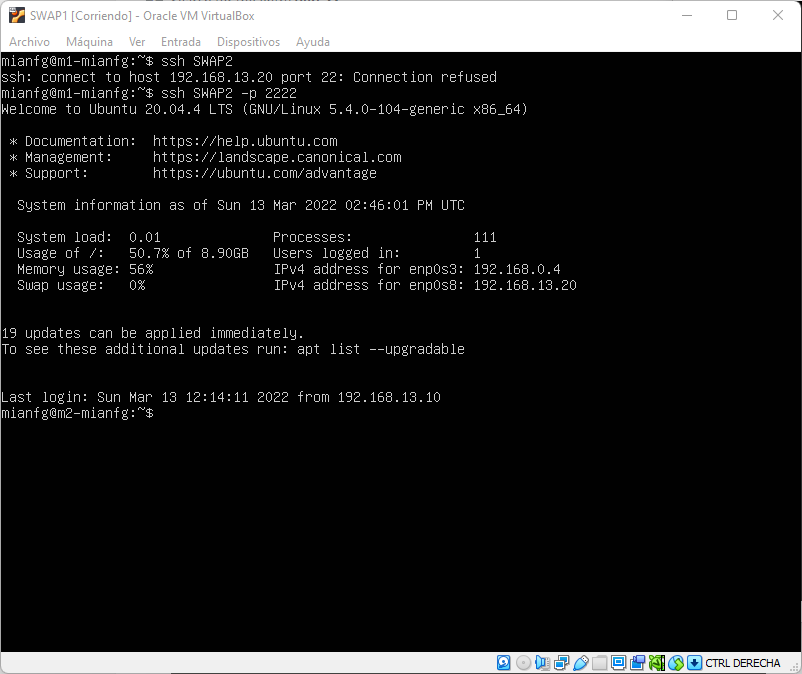 SWAP1 [Corriendo] - Oracle VM VirtualBox
Archivo Máquina Ver Entrada Dispositivos Ayuda
mianfg@m1-mianfg:~$ ssh SWAP2
ssh: connect to host 192.168.13.20 port 22: Connection refused
mianfg@m1-mianfg:~$ ssh SWAP2 -p 2222
Welcome to Ubuntu 20.04.4 LTS (GNU/Linux 5.4.0-104-generic x86_64)
* Documentation: https://help.ubuntu.com
* Management: https://landscape.canonical.com
* Support: https://ubuntu.com/advantage
System information as of Sun 13 Mar 2022 02:46:01 PM UTC
System load: 0.01 Processes: 111
Usage of /: 50.7% of 8.90GB Users logged in: 1
Memory usage: 56% IPv4 address for enp0s3: 192.168.0.4
Swap usage: 0% IPv4 address for enp0s8: 192.168.13.20
19 updates can be applied immediately.
To see these additional updates run: apt list --upgradable
Last login: Sun Mar 13 12:14:11 2022 from 192.168.13.10
mianfg@m2-mianfg:~$
CTRL DERECHA